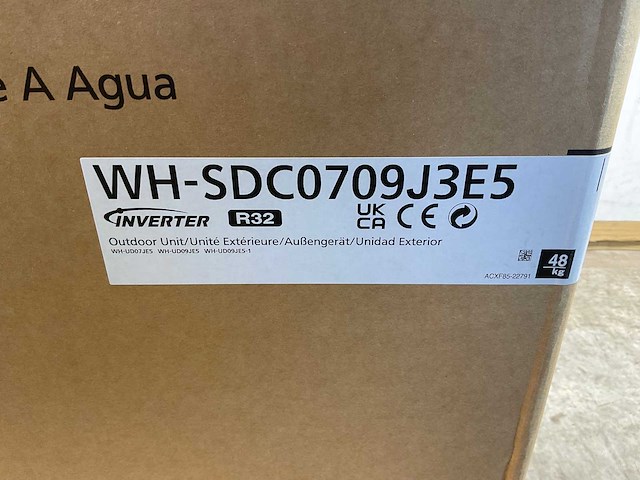 e A Agua
WH-SDC0709J3E5
INVERTER R32 UK CA CE
Outdoor Unit/Unité Extérieure/Außengerät/Unidad Exterior
WH-UD07JE5 WH-UD09JE5 WH-UD09JE5-1
ACXF85-22791
48 kg